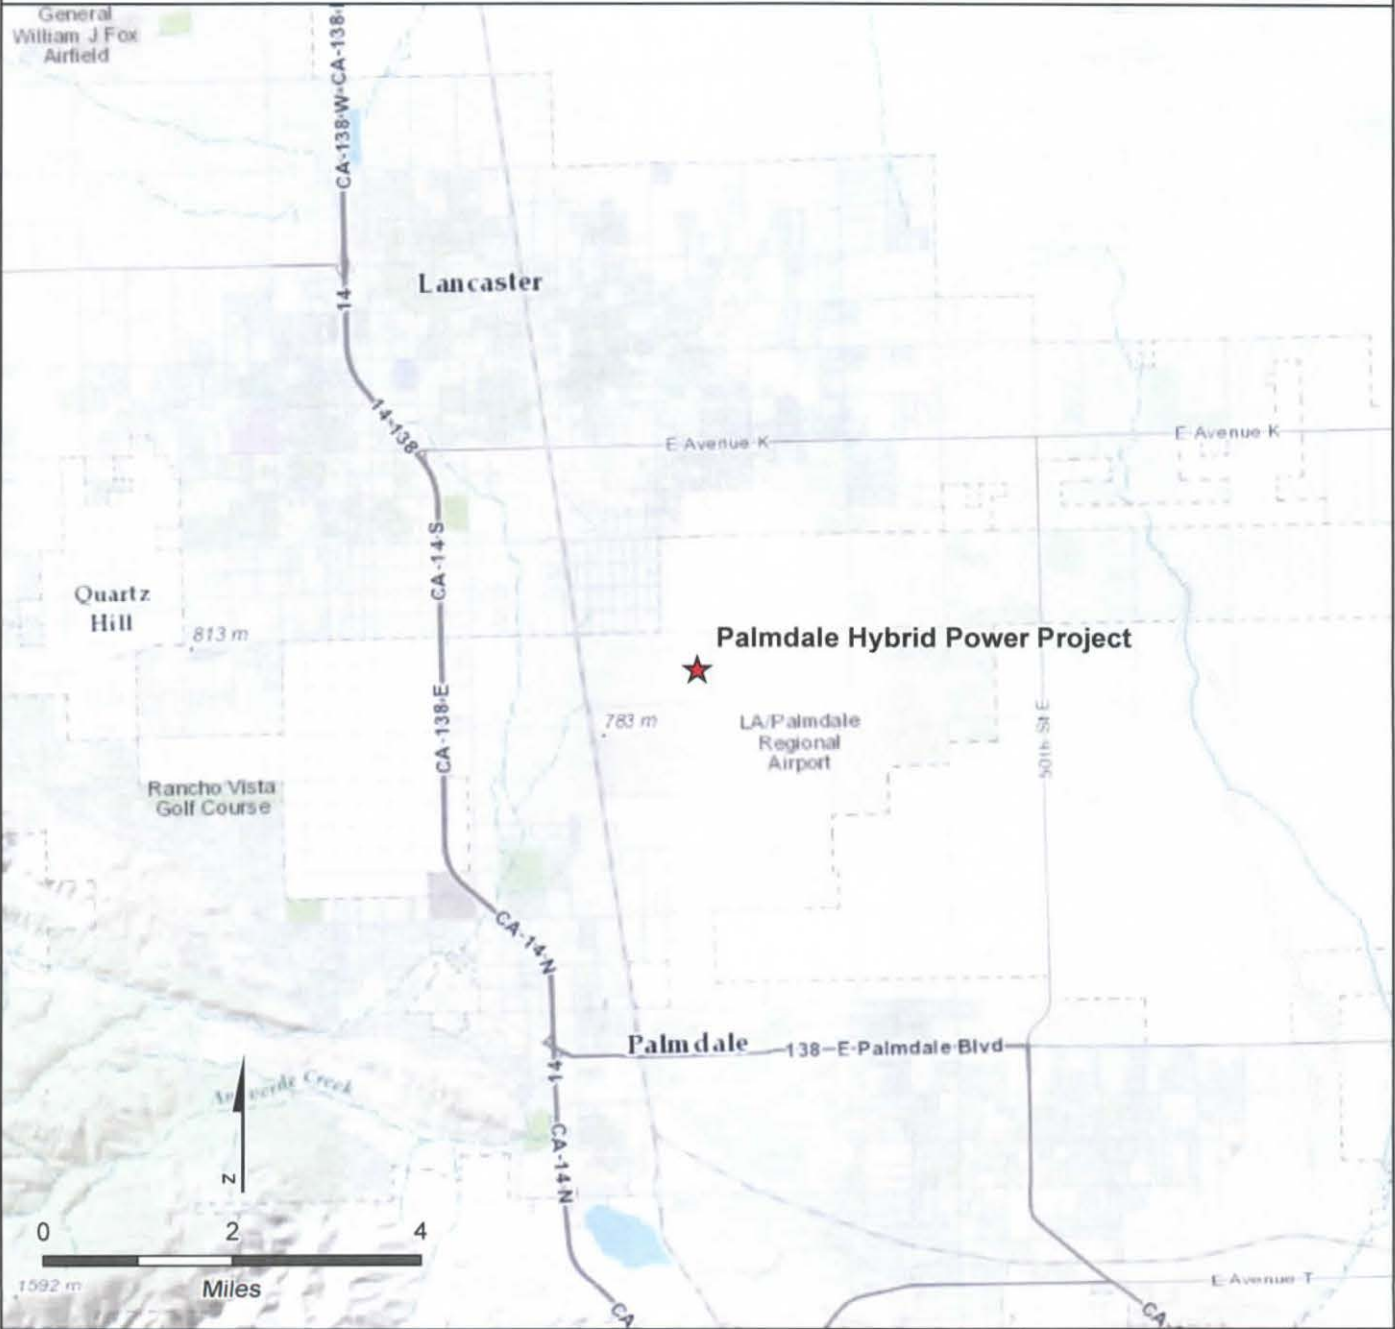 General
William J Fox
Airfield
CA-138-W-CA-138-
Lancaster
14
14-138
E Avenue K
E Avenue K
CA-14-S
Quartz
Hill
813 m
Palmdale Hybrid Power Project
CA-138-E
783 m
LA/Palmdale
Regional
Airport
50th St E
Rancho Vista
Golf Course
CA-14-N
Palmdale
138-E-Palmdale Blvd
14
Creek
CA-14-N
N
0 2 4
Miles
1592 m
E Avenue T
CA
CA-